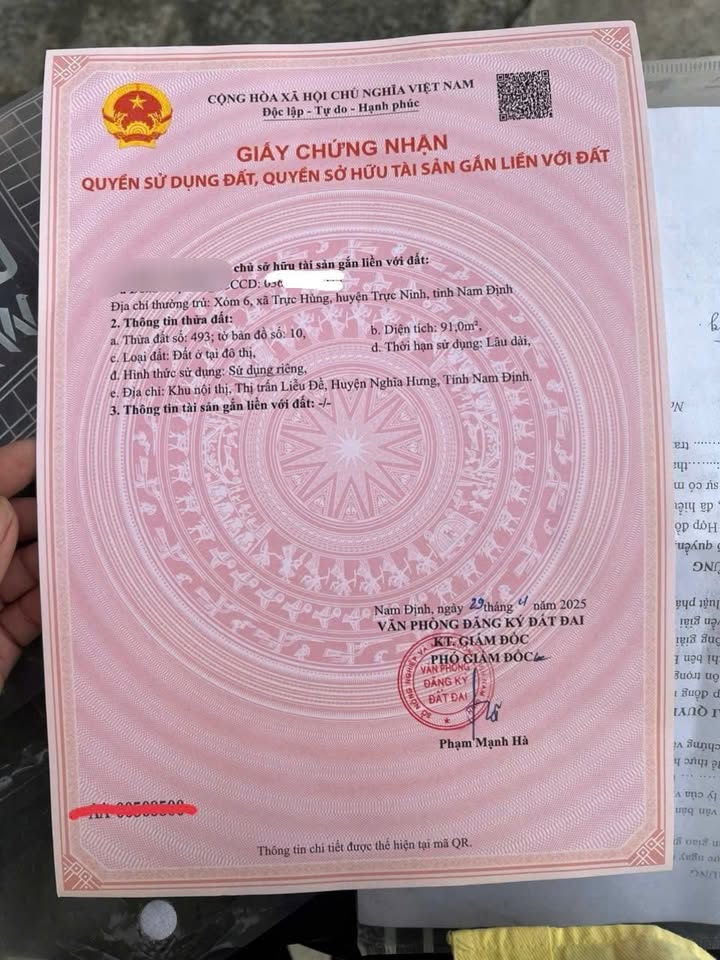 CỘNG HÒA XÃ HỘI CHỦ NGHĨA VIỆT NAM
Độc lập - Tự do - Hạnh phúc
GIẤY CHỨNG NHẬN
QUYỀN SỬ DỤNG ĐẤT, QUYỀN SỞ HỮU TÀI SẢN GẮN LIỀN VỚI ĐẤT
chủ sở hữu tài sản gắn liền với đất:
CCD:
Địa chỉ thường trú: Xóm 6, xã Trực Hùng, huyện Trực Ninh, tỉnh Nam Định
2. Thông tin thửa đất:
a. Thửa đất số: 493; tờ bản đồ số: 10,
b. Diện tích: 91,0m²,
c. Loại đất: Đất ở tại đô thị,
d. Thời hạn sử dụng: Lâu dài,
đ. Hình thức sử dụng: Sử dụng riêng,
e. Địa chỉ: Khu nội thị, Thị trấn Liễu Đề, Huyện Nghĩa Hưng, Tỉnh Nam Định.
3. Thông tin tài sản gắn liền với đất: -/-
Nam Định, ngày 29 tháng 4 năm 2025
VĂN PHÒNG ĐĂNG KÝ ĐẤT ĐAI
KT. GIÁM ĐỐC
PHÓ GIÁM ĐỐC
VĂN PHÒNG
ĐĂNG KÝ
ĐẤT ĐAI
Phạm Mạnh Hà
Thông tin chi tiết được thể hiện tại mã QR.